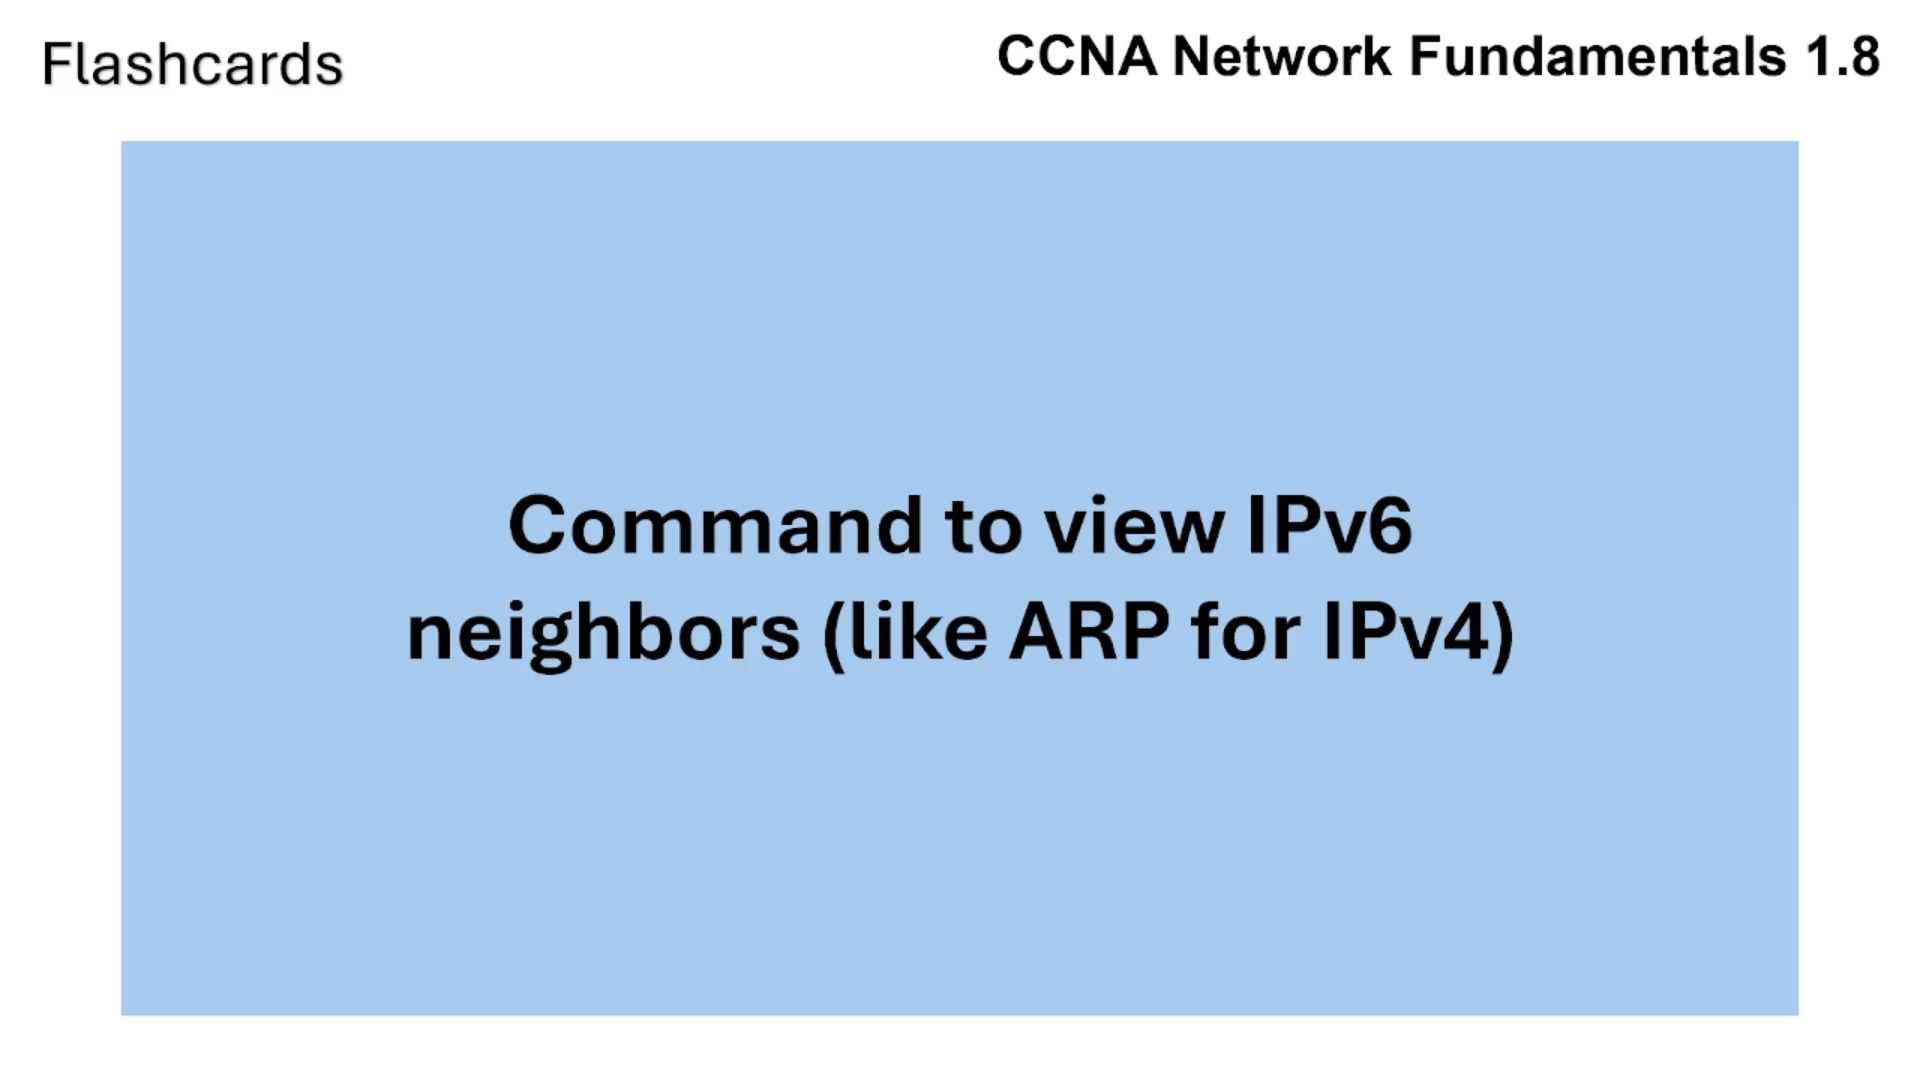 Flashcards
CCNA Network Fundamentals 1.8
Command to view IPv6
neighbors (like ARP for IPv4)